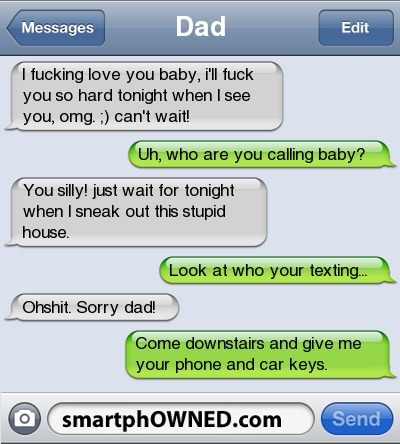 Messages
Dad
Edit
I fucking love you baby, i'll fuck
you so hard tonight when I see
you, omg. ;) can't wait!
Uh, who are you calling baby?
You silly! just wait for tonight
when I sneak out this stupid
house.
Look at who your texting...
Ohshit. Sorry dad!
Come downstairs and give me
your phone and car keys.
smartphOWNED.com
Send